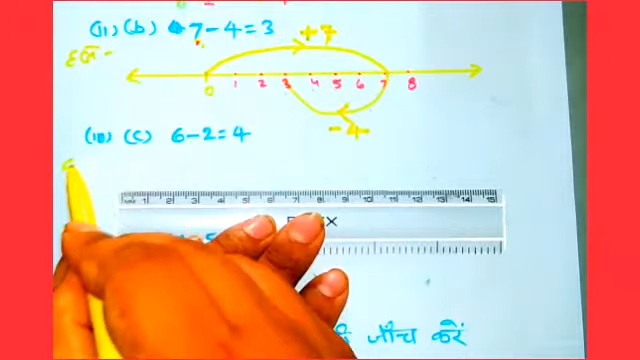 (ii) (b) 7 - 4 = 3
हल -
+7
0 1 2 3 4 5 6 7 8
- 4
(iii) (c) 6 - 2 = 4
1 2 3 4 5 6 7 8 9 10 11 12 13 14 15
जाँच करें